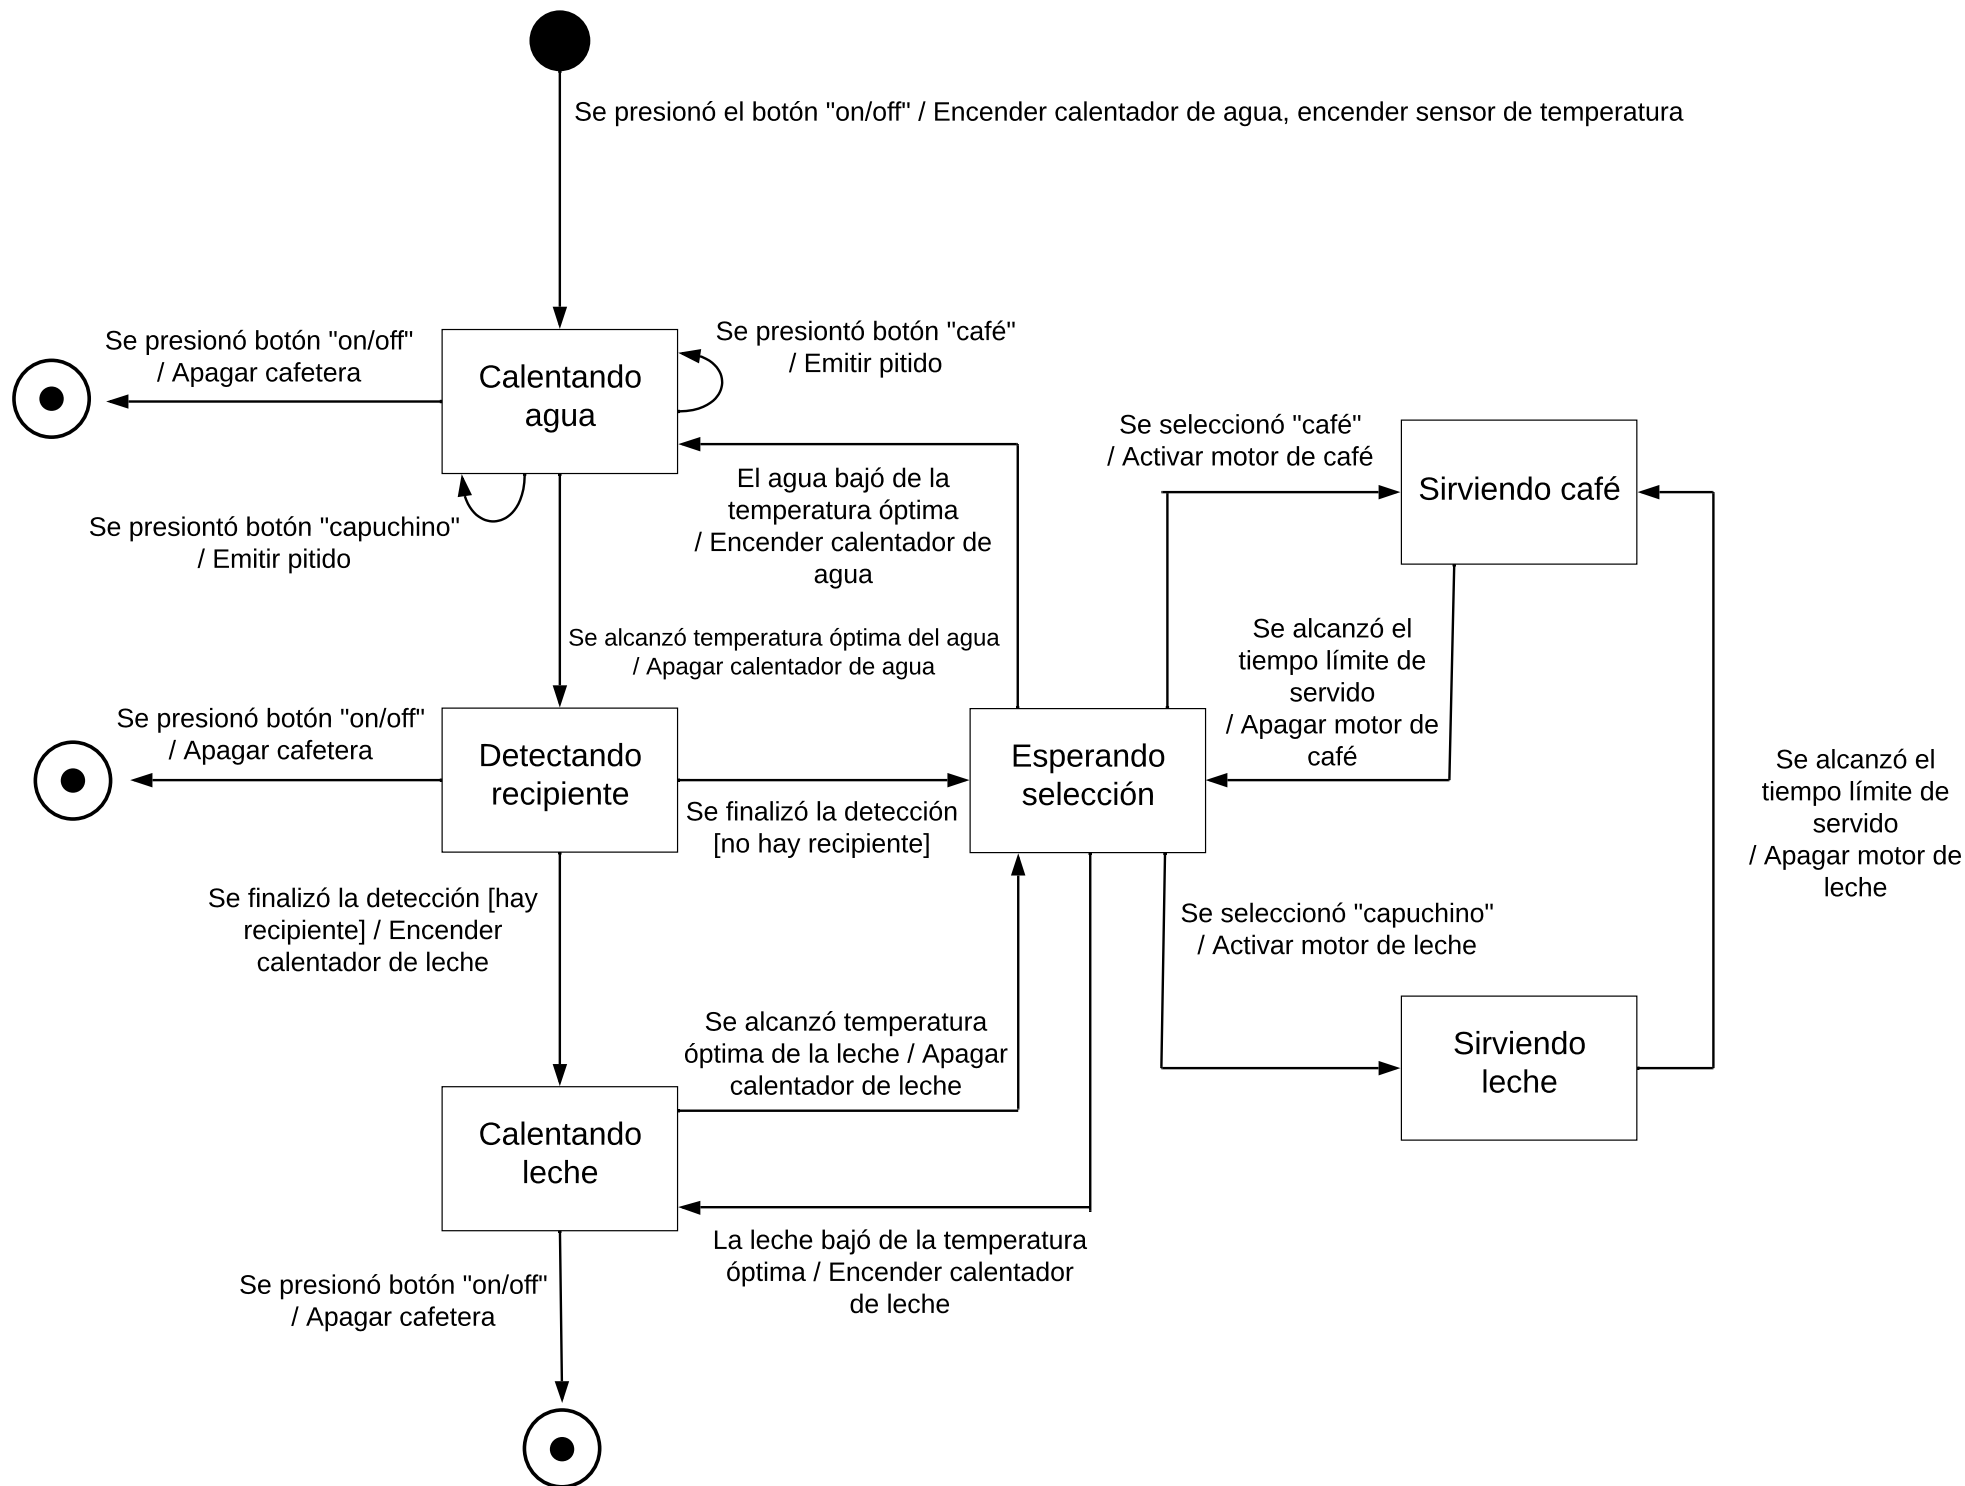 Se presionó el botón "on/off" / Encender calentador de agua, encender sensor de temperatura
Se presionó botón "on/off"
/ Apagar cafetera
Calentando
agua
Se presiontó botón "café"
/ Emitir pitido
Se presiontó botón "capuchino"
/ Emitir pitido
El agua bajó de la
temperatura óptima
/ Encender calentador de
agua
Se seleccionó "café"
/ Activar motor de café
Sirviendo café
Se alcanzó temperatura óptima del agua
/ Apagar calentador de agua
Se alcanzó el
tiempo límite de
servido
/ Apagar motor de
café
Se presionó botón "on/off"
/ Apagar cafetera
Detectando
recipiente
Se finalizó la detección
[no hay recipiente]
Esperando
selección
Se alcanzó el
tiempo límite de
servido
/ Apagar motor de
leche
Se finalizó la detección [hay
recipiente] / Encender
calentador de leche
Se seleccionó "capuchino"
/ Activar motor de leche
Se alcanzó temperatura
óptima de la leche / Apagar
calentador de leche
Sirviendo
leche
Calentando
leche
La leche bajó de la temperatura
óptima / Encender calentador
de leche
Se presionó botón "on/off"
/ Apagar cafetera